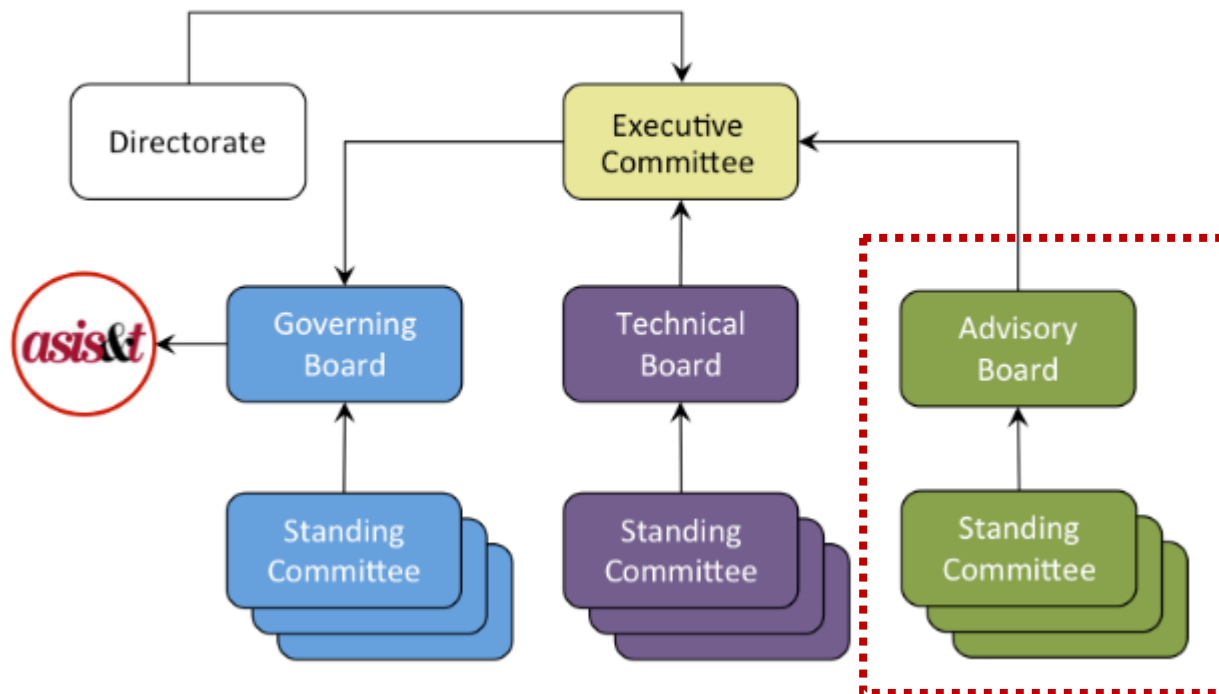 Directorate
Executive
Committee
asis&t
Governing
Board
Technical
Board
Advisory
Board
Standing
Committee
Standing
Committee
Standing
Committee